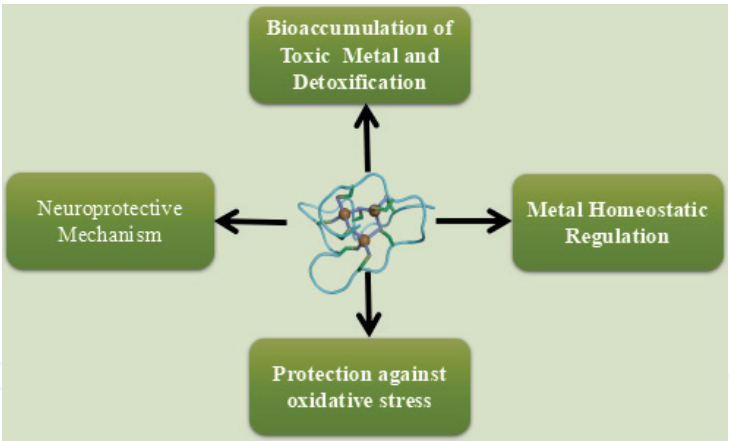 Bioaccumulation of
Toxic Metal and
Detoxification
Neuroprotective
Mechanism
Metal Homeostatic
Regulation
Protection against
oxidative stress